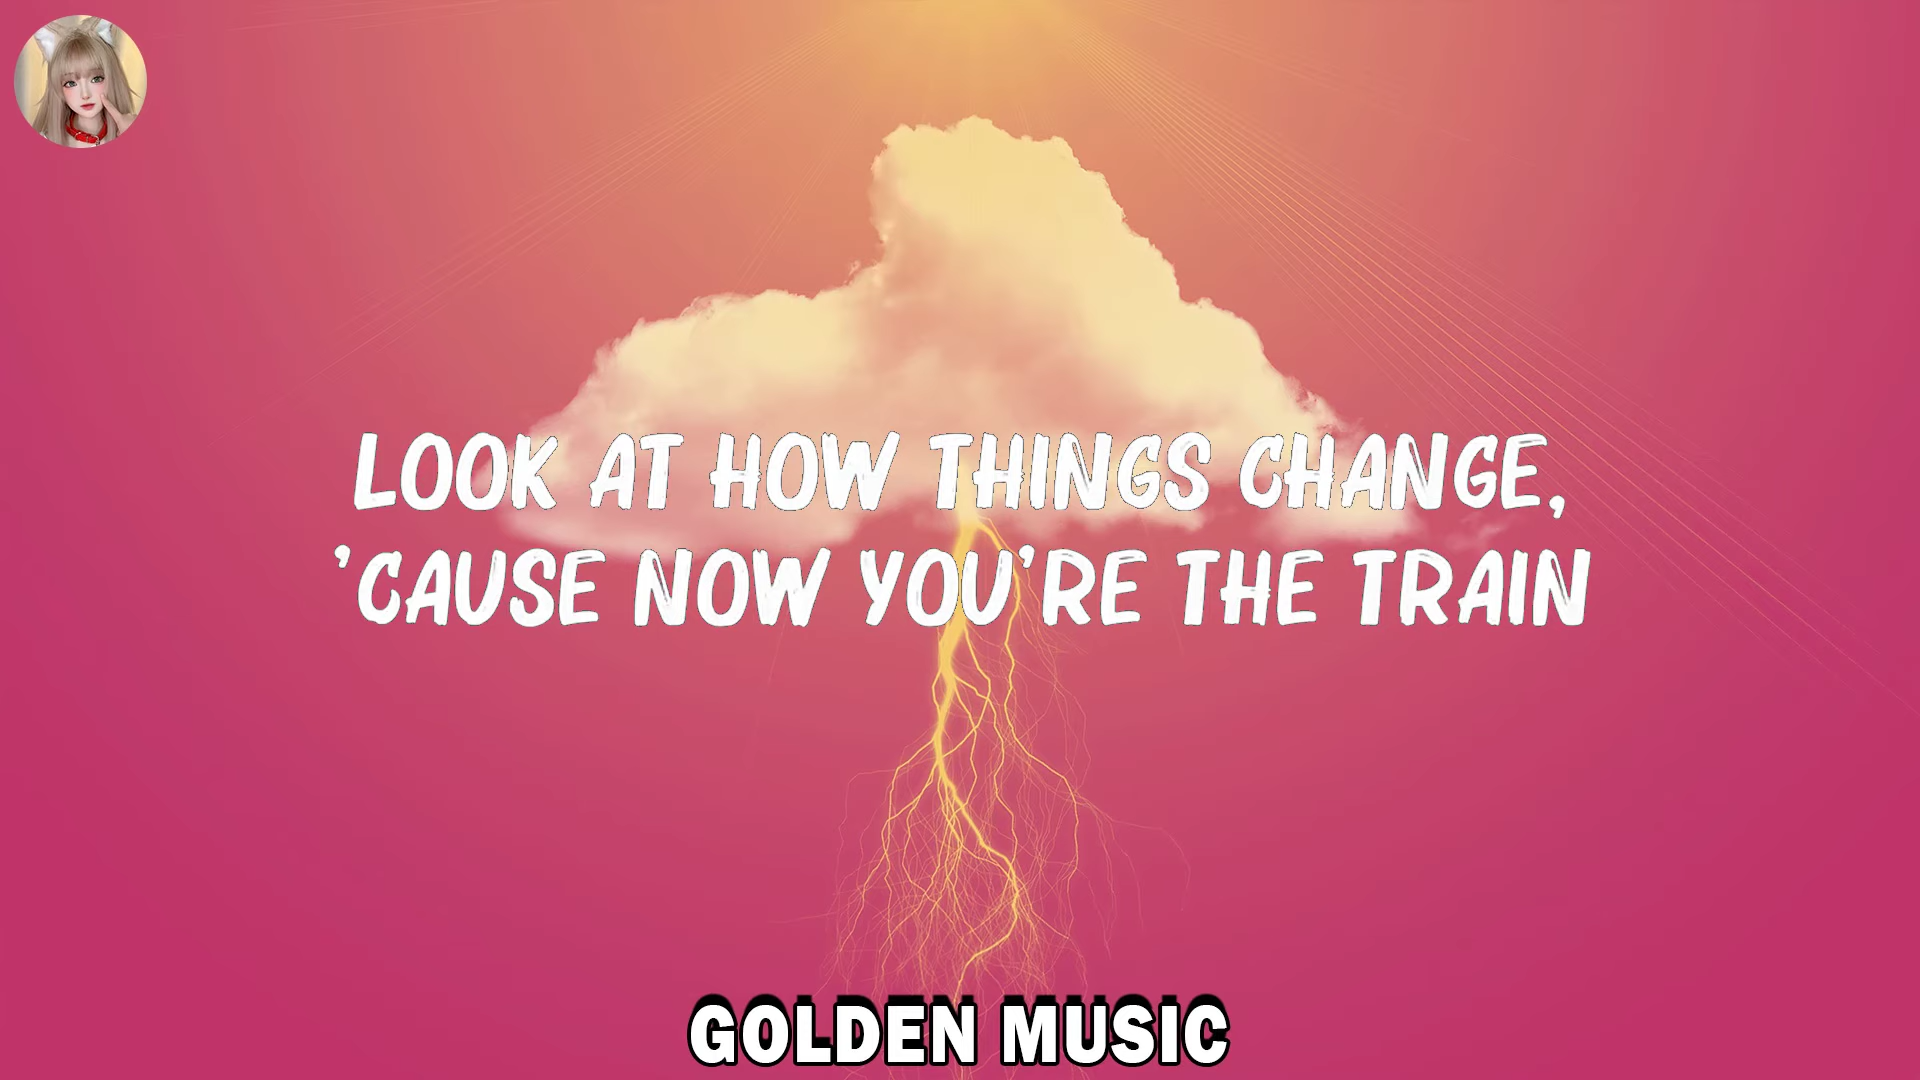 LOOK AT HOW THINGS CHANGE,
'CAUSE NOW YOU'RE THE TRAIN
GOLDEN MUSIC